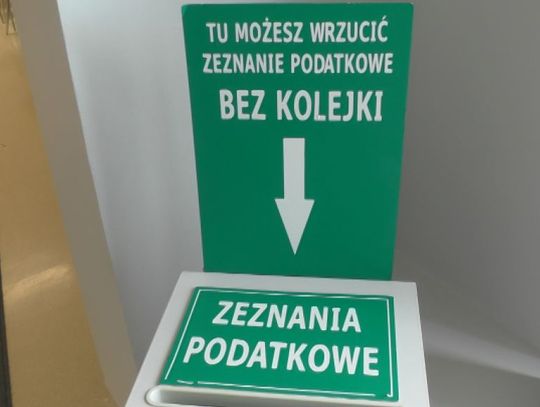 TU MOŻESZ WRZUCIĆ
ZEZNANIE PODATKOWE
BEZ KOLEJKI
ZEZNANIA
PODATKOWE